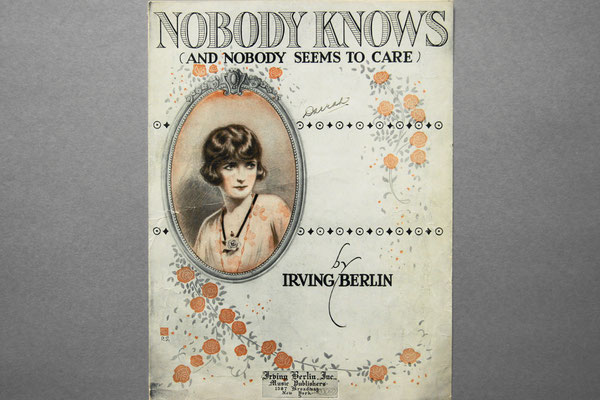 NOBODY KNOWS
(AND NOBODY SEEMS TO CARE)
by
IRVING BERLIN
Irving Berlin, Inc.
Music Publishers
1587 Broadway
New York